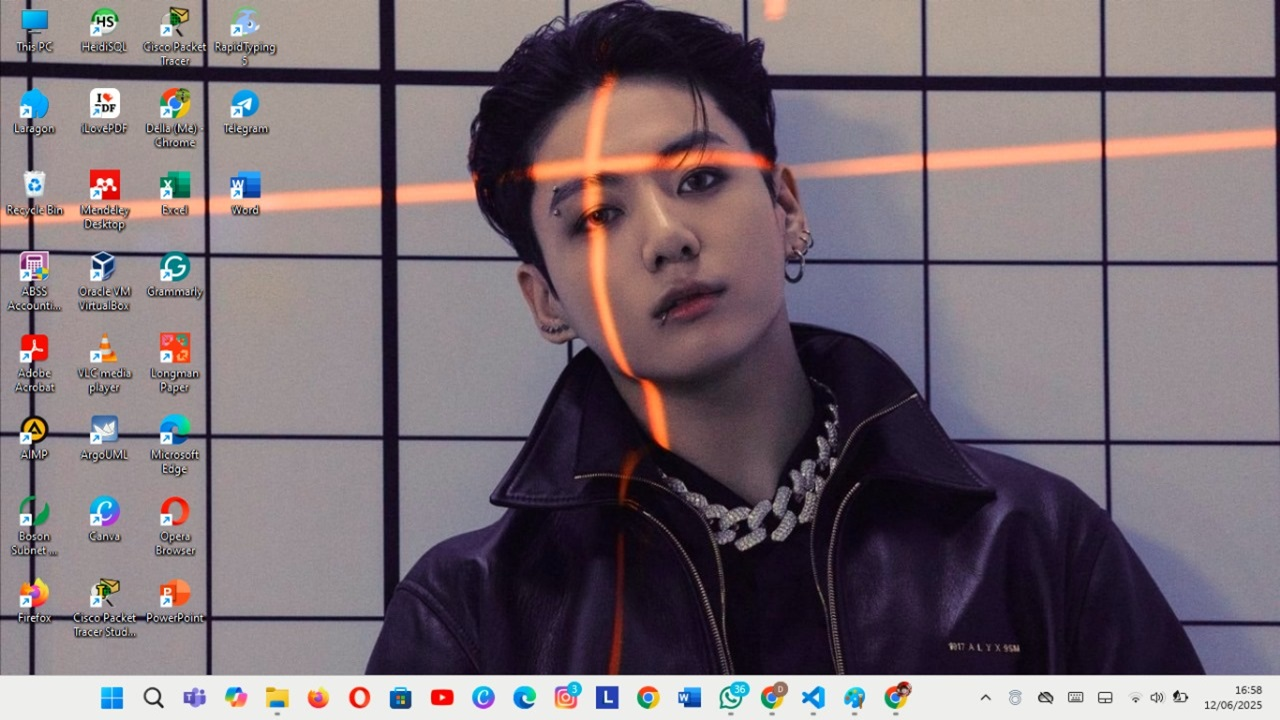 This PC
HeidiSQL
Cisco Packet
Tracer
RapidTyping
5
Laragon
I
PDF
iLovePDF
Della (Me) -
Chrome
Telegram
Recycle Bin
Mendeley
Desktop
Excel
Word
ABSS
Accounti...
Oracle VM
VirtualBox
Grammarly
Adobe
Acrobat
VLC media
player
Longman
Paper
AIMP
ArgoUML
Microsoft
Edge
Boson
Subnet ...
Canva
Opera
Browser
Firefox
Cisco Packet
Tracer Stud...
PowerPoint
3
36
D
16:58
12/06/2025